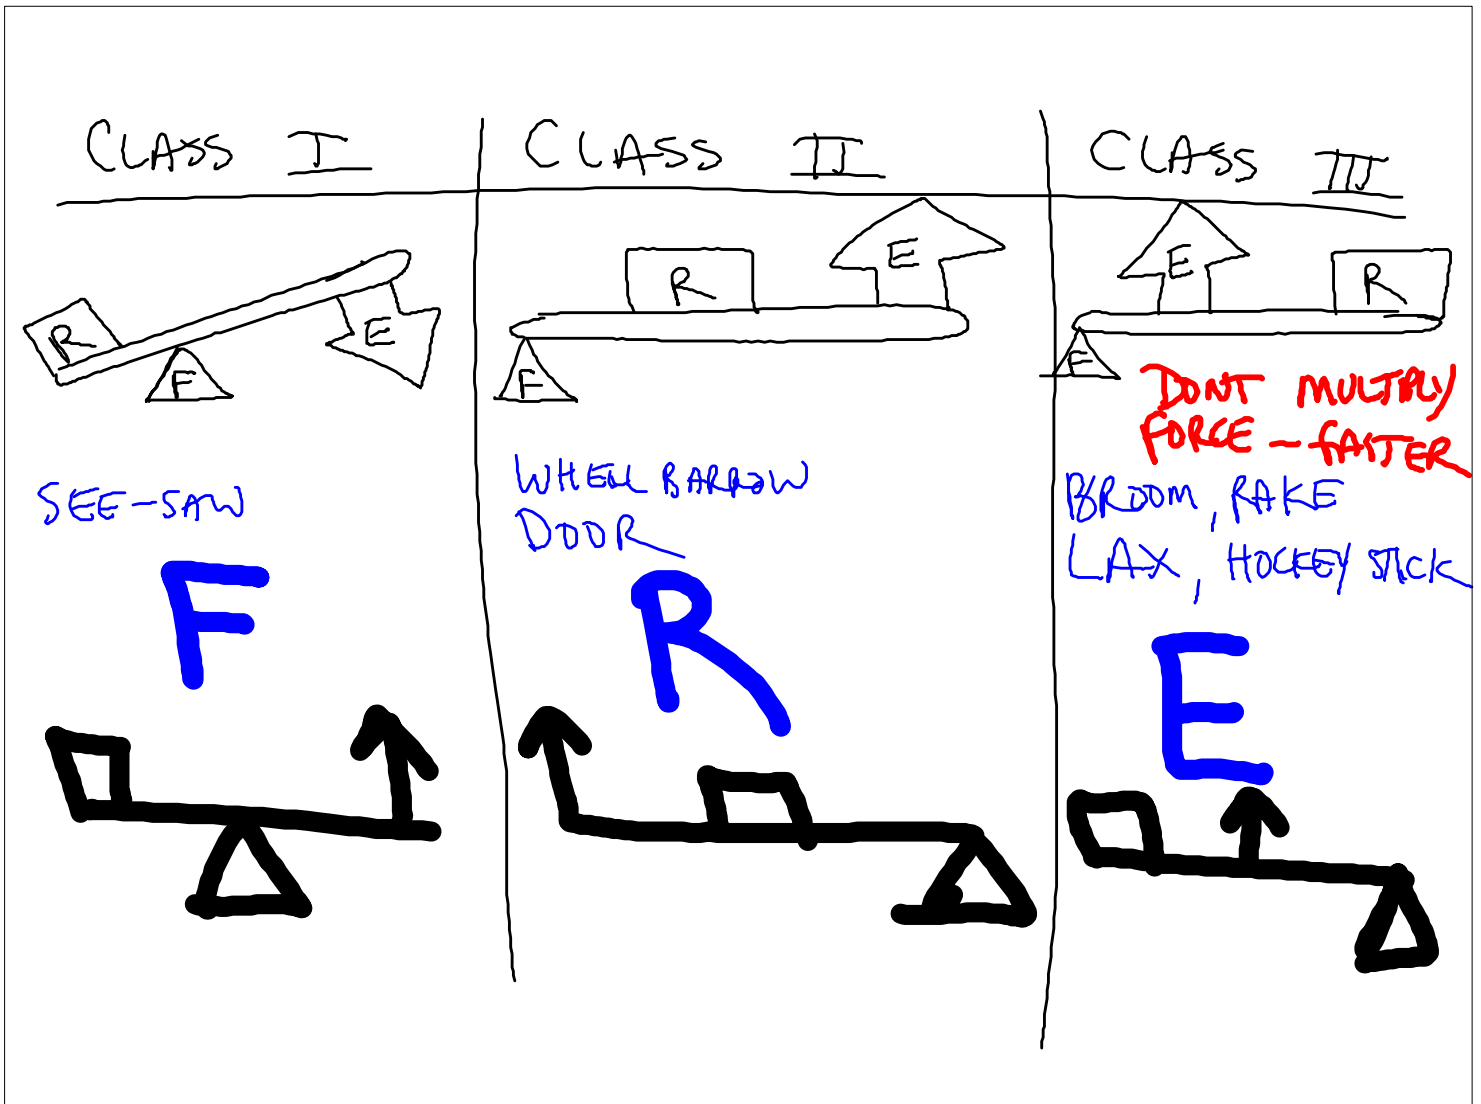 CLASS I
R
F
E
SEE-SAW
F
CLASS II
R
E
F
WHEEL BARROW
DOOR
R
CLASS III
E
R
F
DONT MULTIPLY
FORCE - FASTER
BROOM, RAKE
LAX, HOCKEY STICK
E